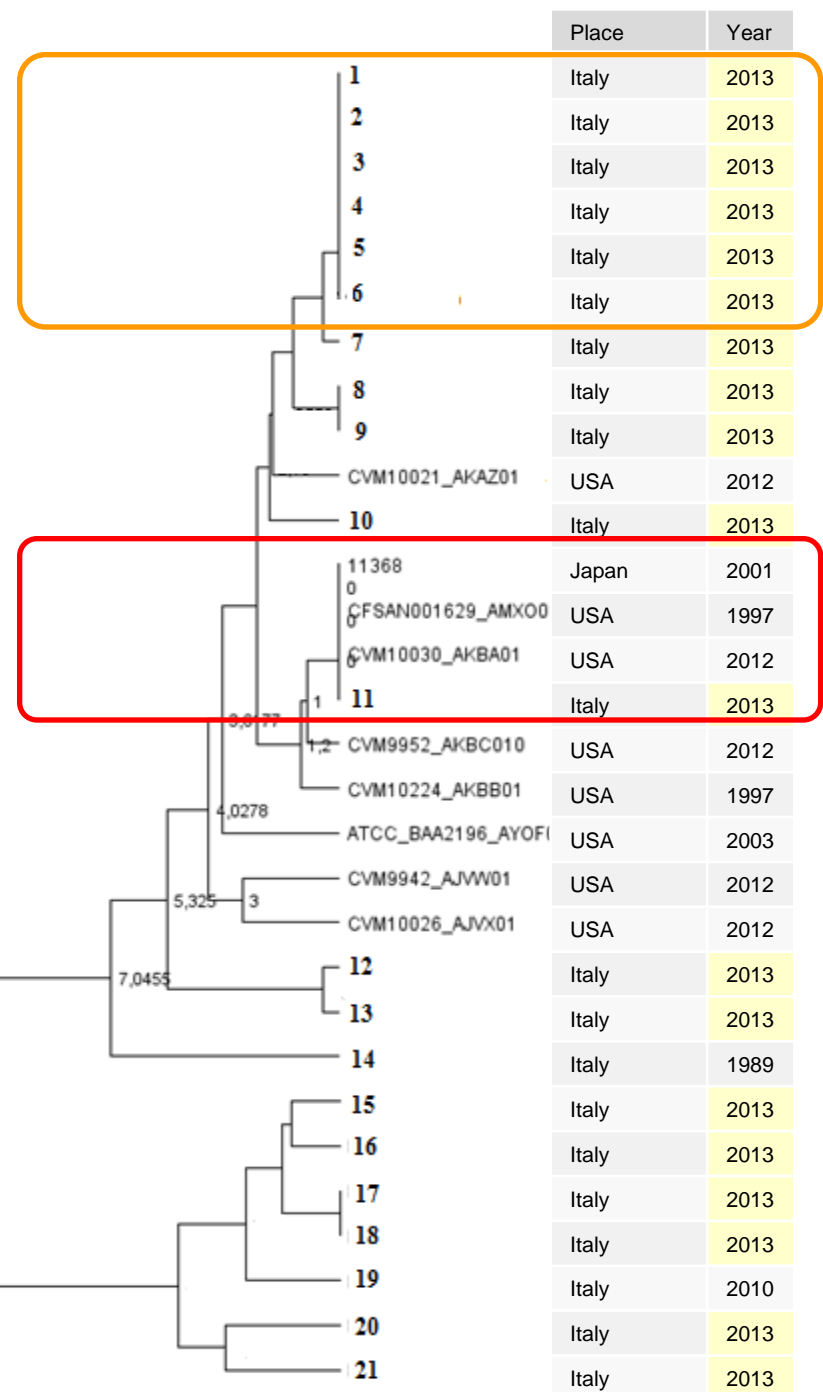 Place Year
1 Italy 2013
2 Italy 2013
3 Italy 2013
4 Italy 2013
5 Italy 2013
6 Italy 2013
7 Italy 2013
8 Italy 2013
9 Italy 2013
CVM10021_AKAZ01 USA 2012
10 Italy 2013
11368 Japan 2001
0
CFSAN001629_AMXO0 USA 1997
0
CVM10030_AKBA01 USA 2012
0
1 11 Italy 2013
1,2 CVM9952_AKBC010 USA 2012
CVM10224_AKBB01 USA 1997
4,0278 ATCC_BAA2196_AYOF USA 2003
CVM9942_AJVW01 USA 2012
5,325 3
CVM10026_AJVX01 USA 2012
12 Italy 2013
7,0455
13 Italy 2013
14 Italy 1989
15 Italy 2013
16 Italy 2013
17 Italy 2013
18 Italy 2013
19 Italy 2010
20 Italy 2013
21 Italy 2013